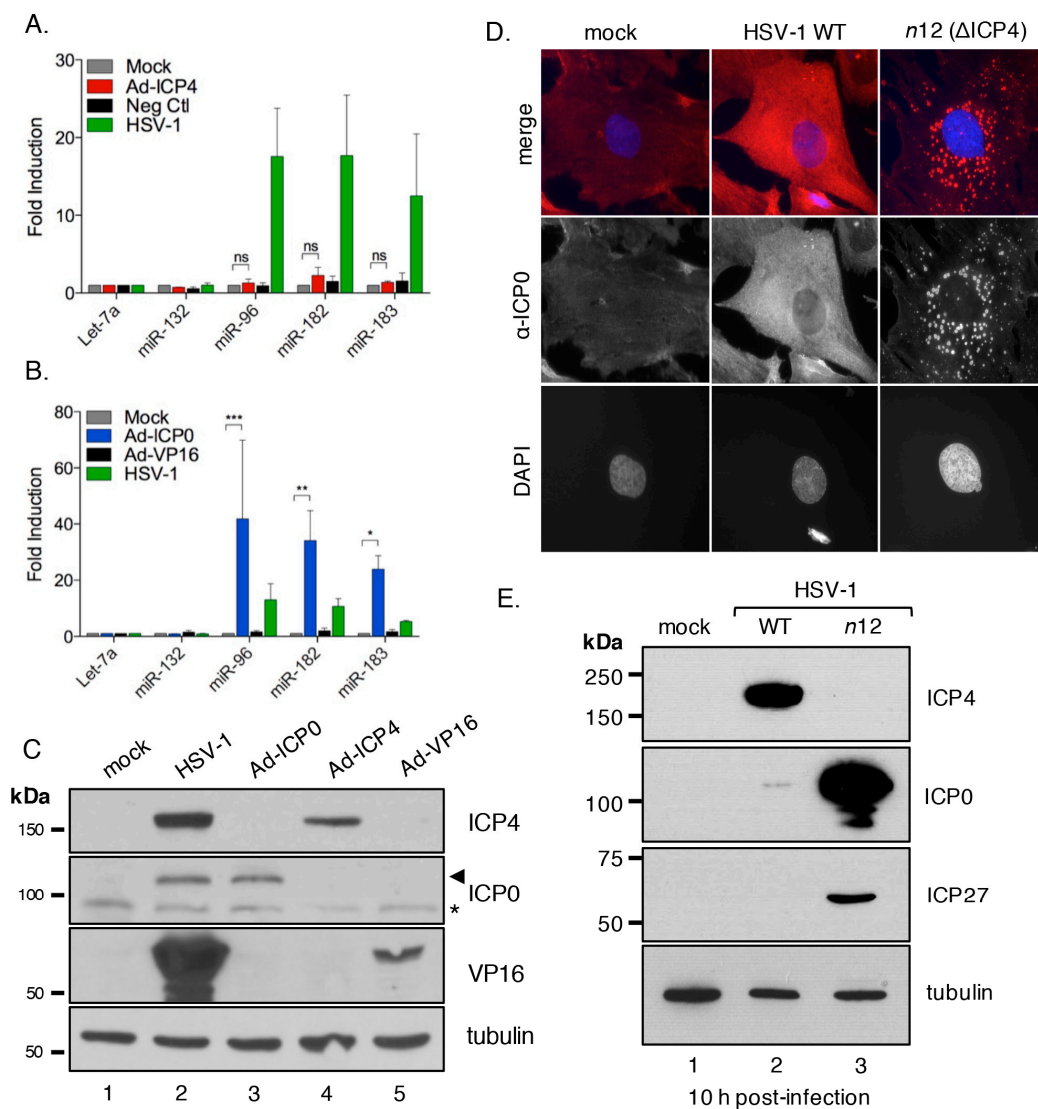 A.
Fold Induction
30
20
10
0
Mock
Ad-ICP4
Neg Ctl
HSV-1
ns
ns
ns
Let-7a
miR-132
miR-96
miR-182
miR-183
B.
Fold Induction
80
60
40
20
0
Mock
Ad-ICP0
Ad-VP16
HSV-1
***
**
*
Let-7a
miR-132
miR-96
miR-182
miR-183
C
mock
HSV-1
Ad-ICP0
Ad-ICP4
Ad-VP16
kDa
150
ICP4
100
ICP0
*
VP16
50
tubulin
50
1 2 3 4 5
D.
mock HSV-1 WT n12 (ΔICP4)
merge
α-ICP0
DAPI
E.
HSV-1
mock WT n12
kDa
250
150
ICP4
100
ICP0
75
50
ICP27
tubulin
1 2 3
10 h post-infection